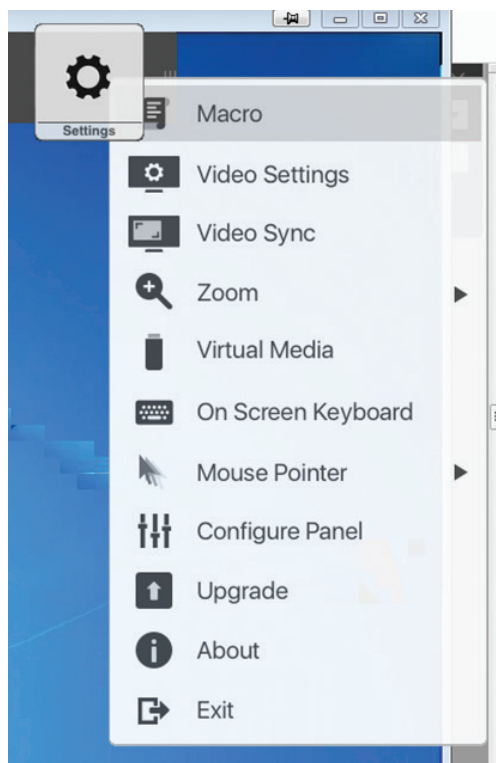 Settings
Macro
Video Settings
Video Sync
Zoom
Virtual Media
On Screen Keyboard
Mouse Pointer
Configure Panel
Upgrade
About
Exit